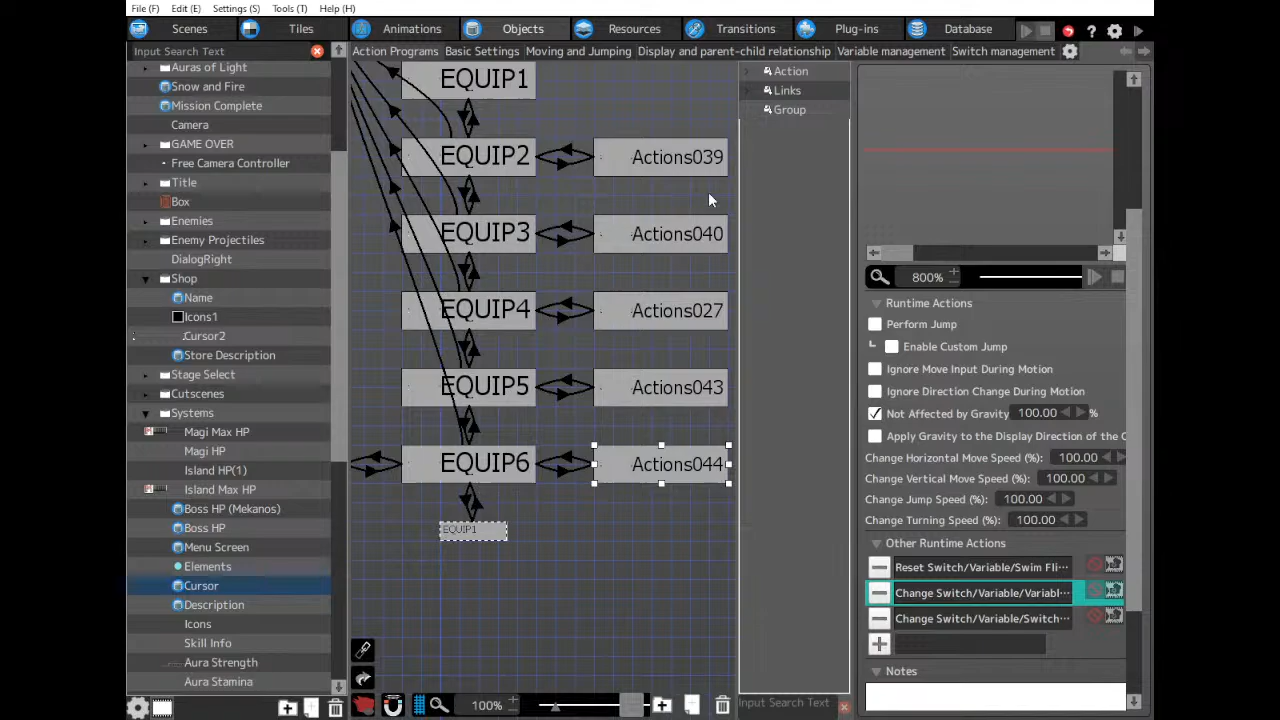 File (F) Edit (E) Settings (S) Tools (T) Help (H)
Scenes Tiles Animations Objects Resources Transitions Plug-ins Database
Input Search Text Action Programs Basic Settings Moving and Jumping Display and parent-child relationship Variable management Switch management
Auras of Light
Snow and Fire
Mission Complete
Camera
GAME OVER
Free Camera Controller
Title
Box
Enemies
Enemy Projectiles
DialogRight
Shop
Name
Icons1
Cursor2
Store Description
Stage Select
Cutscenes
Systems
Magi Max HP
Magi HP
Island HP(1)
Island Max HP
Boss HP (Mekanos)
Boss HP
Menu Screen
Elements
Cursor
Description
Icons
Skill Info
Aura Strength
Aura Stamina
EQUIP1
EQUIP2 Actions039
EQUIP3 Actions040
EQUIP4 Actions027
EQUIP5 Actions043
EQUIP6 Actions044
EQUIP1
100%
Action
Links
Group
Input Search Text
800%
Runtime Actions
Perform Jump
Enable Custom Jump
Ignore Move Input During Motion
Ignore Direction Change During Motion
Not Affected by Gravity 100.00 %
Apply Gravity to the Display Direction of the C
Change Horizontal Move Speed (%): 100.00
Change Vertical Move Speed (%): 100.00
Change Jump Speed (%): 100.00
Change Turning Speed (%): 100.00
Other Runtime Actions
Reset Switch/Variable/Swim Fli···
Change Switch/Variable/Variabl···
Change Switch/Variable/Switch···
Notes